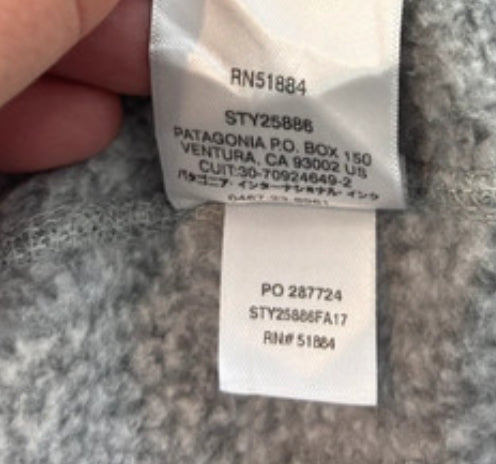 RN51884
STY25886
PATAGONIA P.O. BOX 150
VENTURA, CA 93002 US
CUIT:30-70924649-2
パタゴニア・インターナショナル・インク
PO 287724
STY25886FA17
RN# 51884